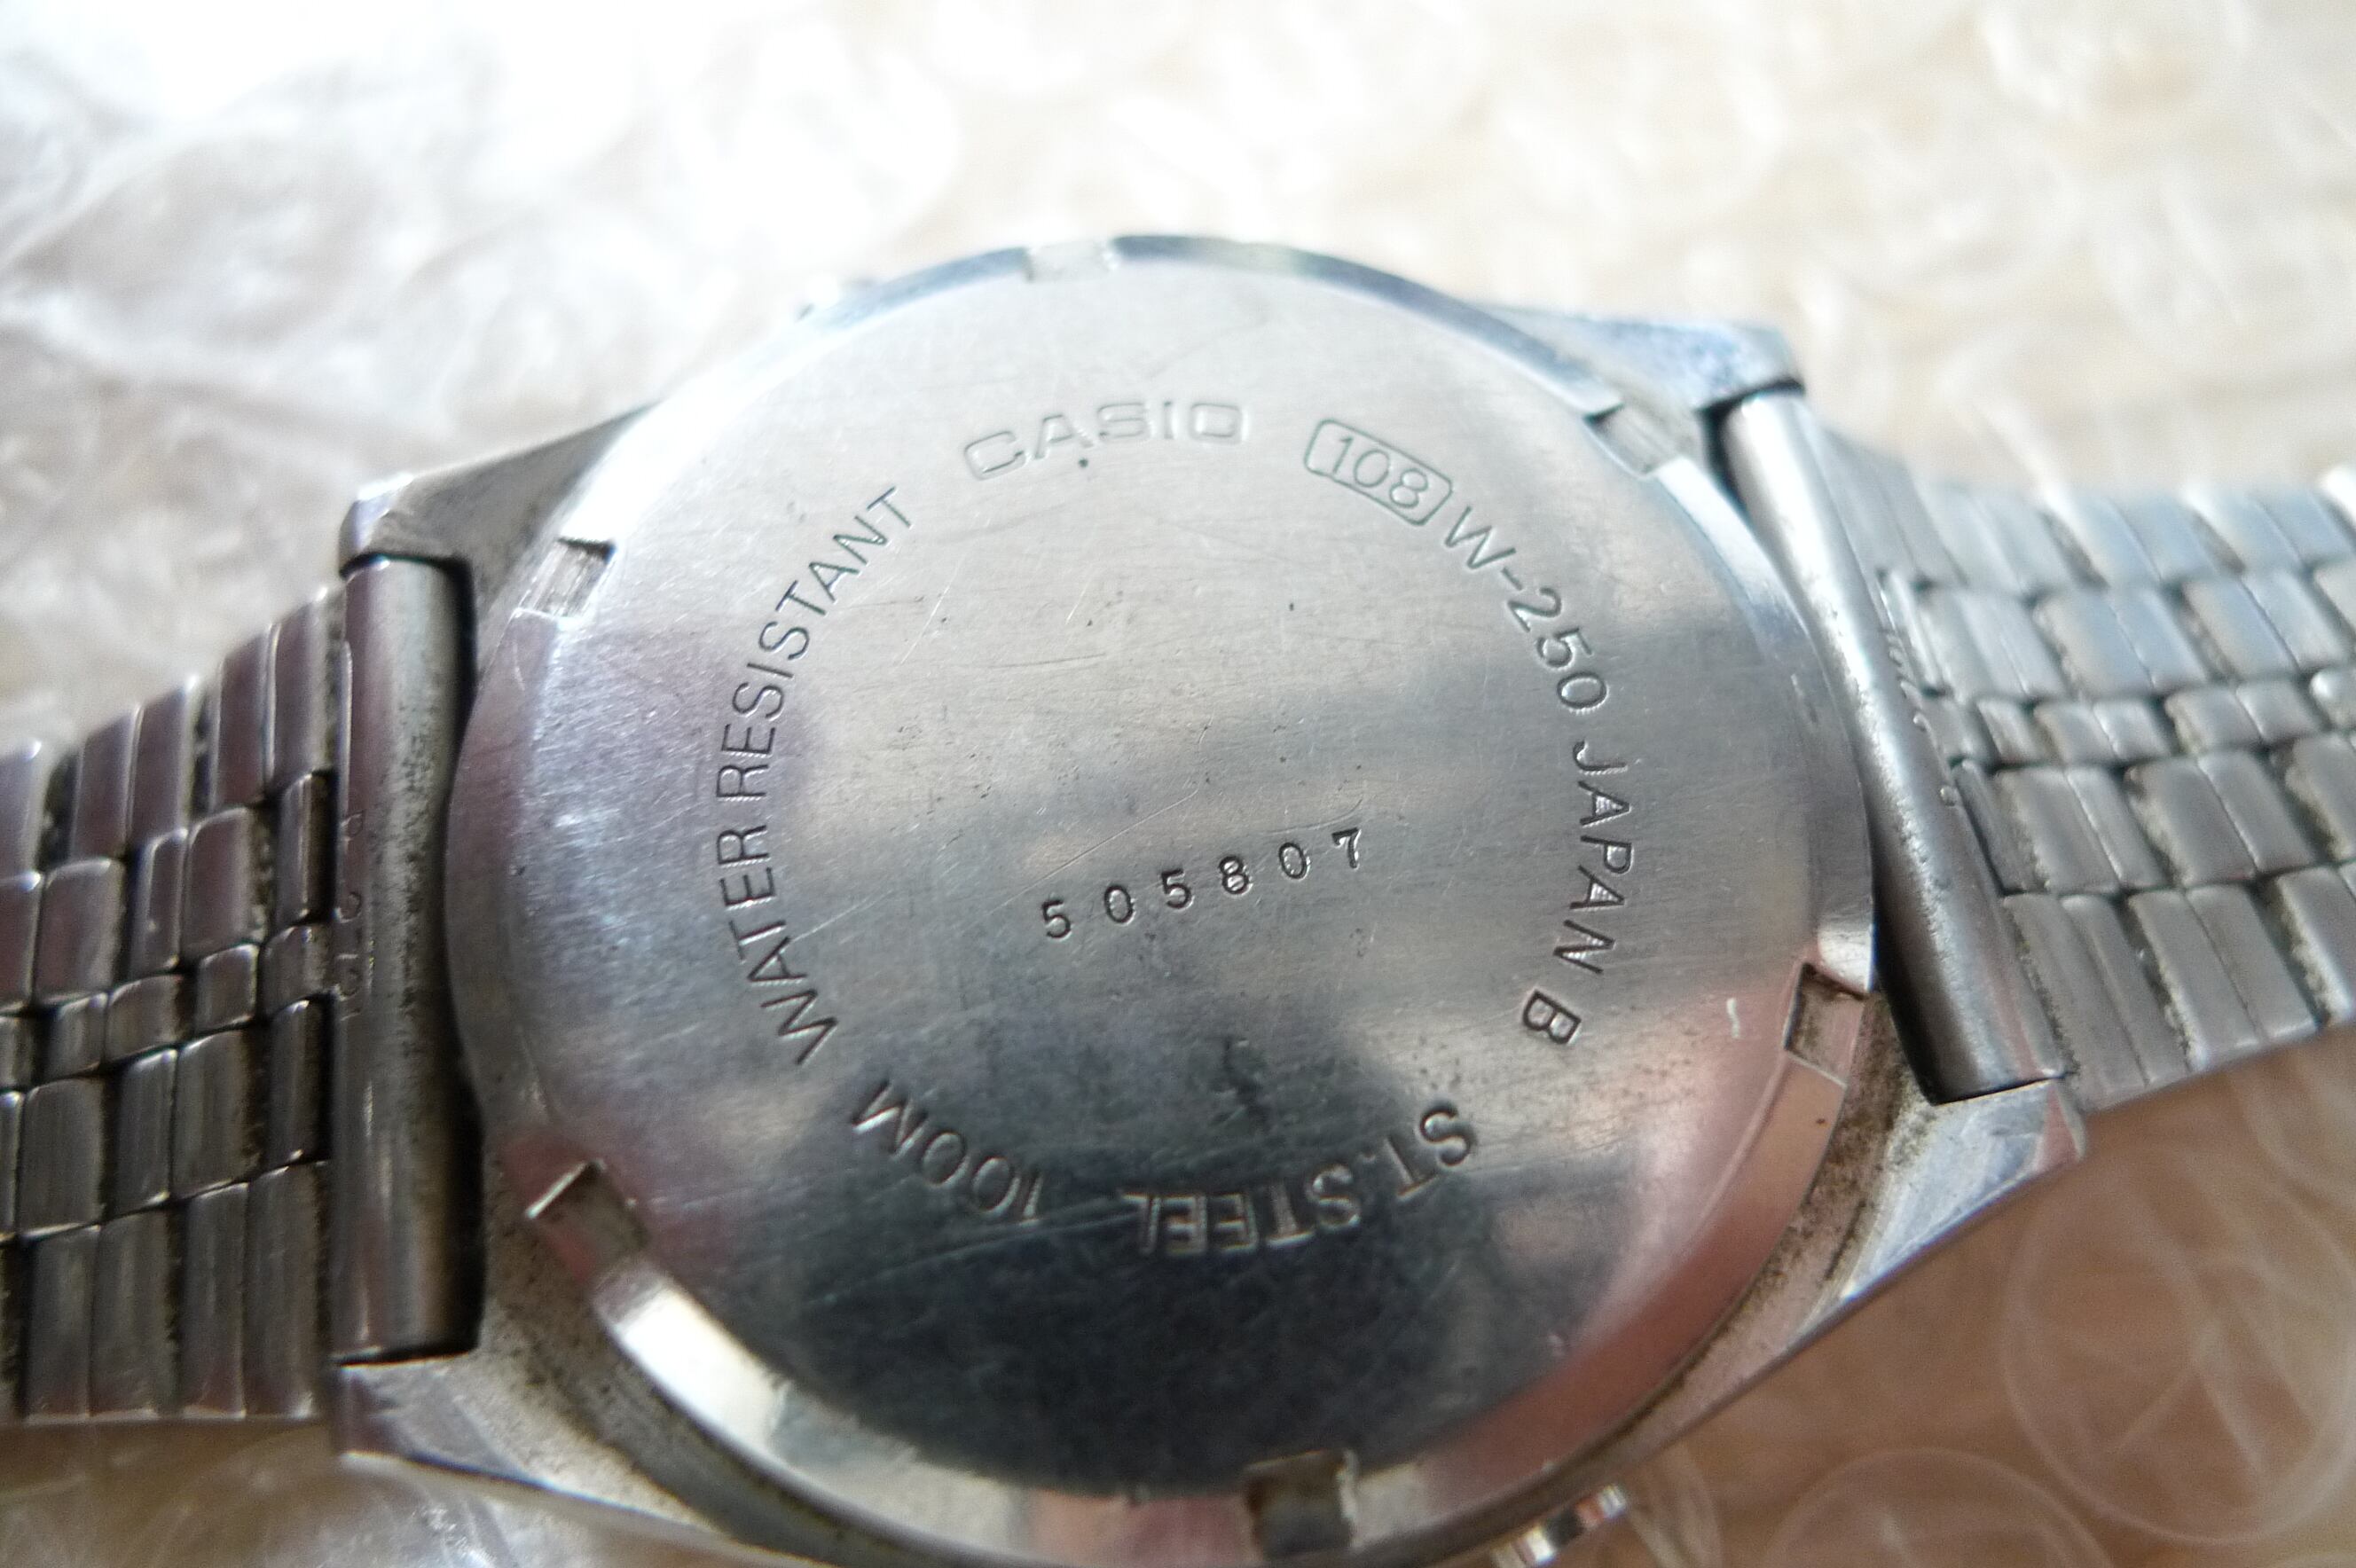 CASIO
108 W-250 JAPAN B
ST.STEEL 100M
WATER RESISTANT
505807